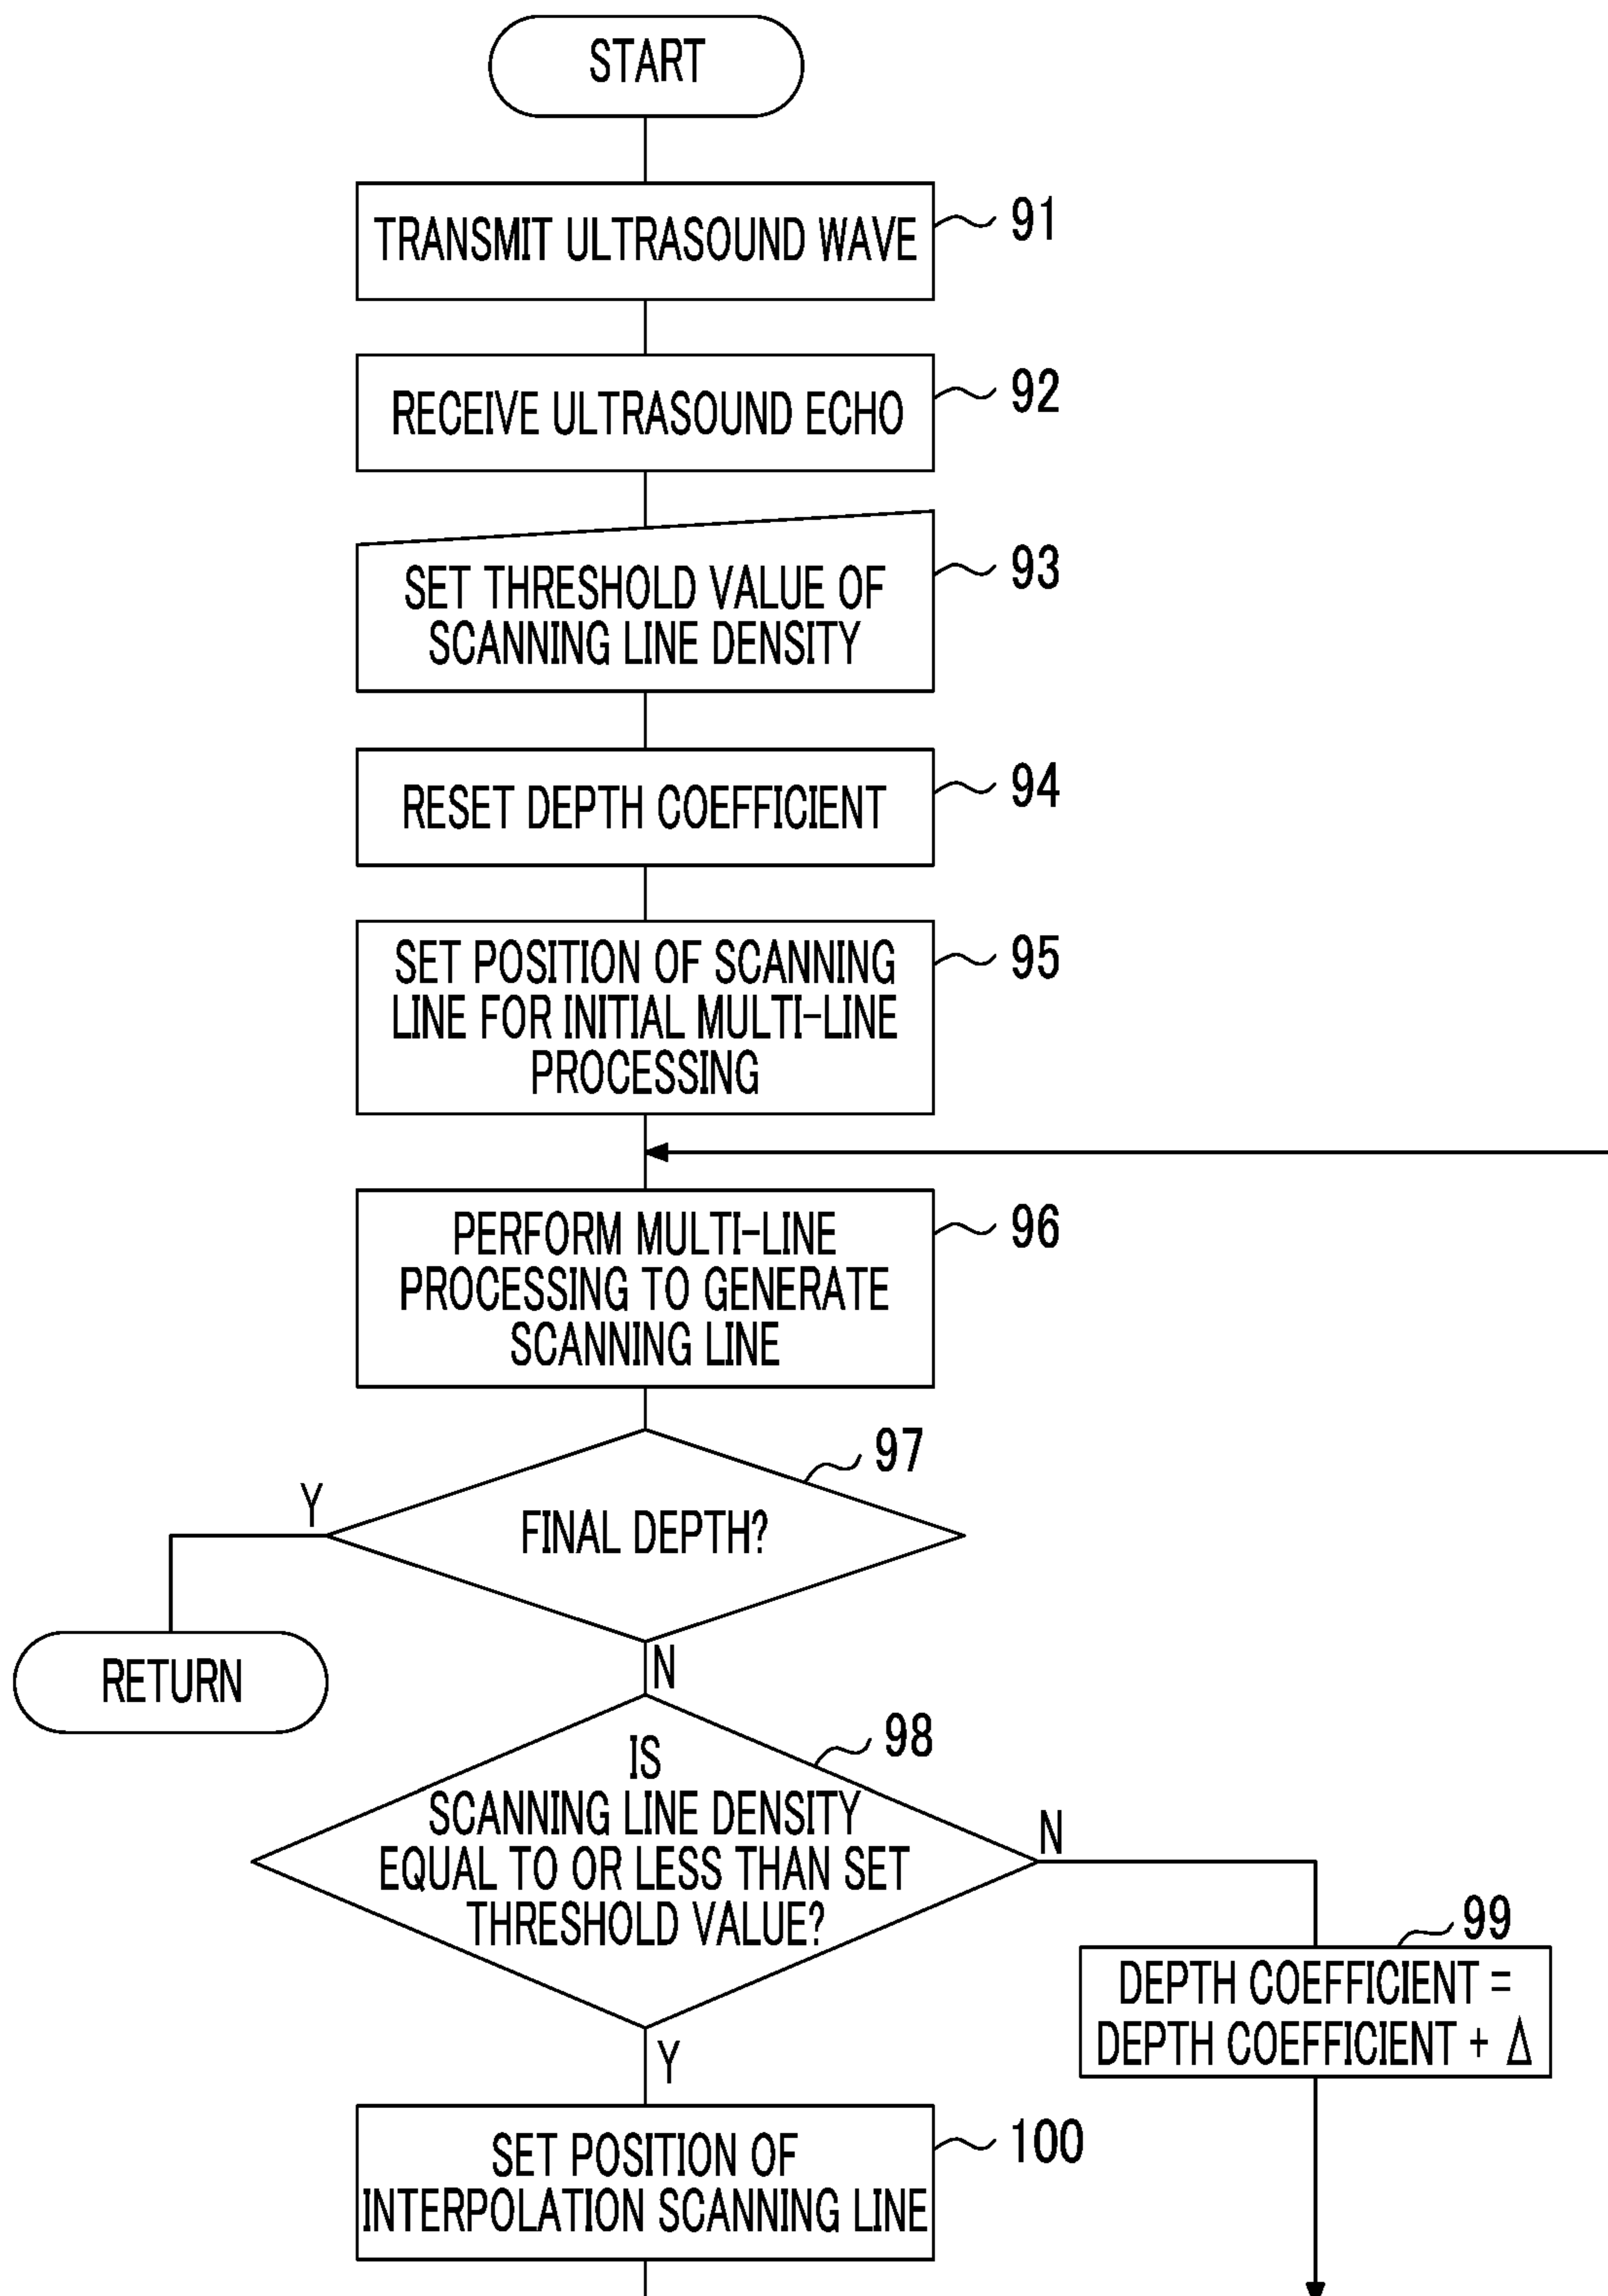 START
TRANSMIT ULTRASOUND WAVE
91
RECEIVE ULTRASOUND ECHO
92
SET THRESHOLD VALUE OF
SCANNING LINE DENSITY
93
RESET DEPTH COEFFICIENT
94
SET POSITION OF SCANNING
LINE FOR INITIAL MULTI-LINE
PROCESSING
95
PERFORM MULTI-LINE
PROCESSING TO GENERATE
SCANNING LINE
96
FINAL DEPTH?
97
Y
RETURN
N
IS
SCANNING LINE DENSITY
EQUAL TO OR LESS THAN SET
THRESHOLD VALUE?
98
N
99
DEPTH COEFFICIENT =
DEPTH COEFFICIENT + Δ
Y
SET POSITION OF
INTERPOLATION SCANNING LINE
100